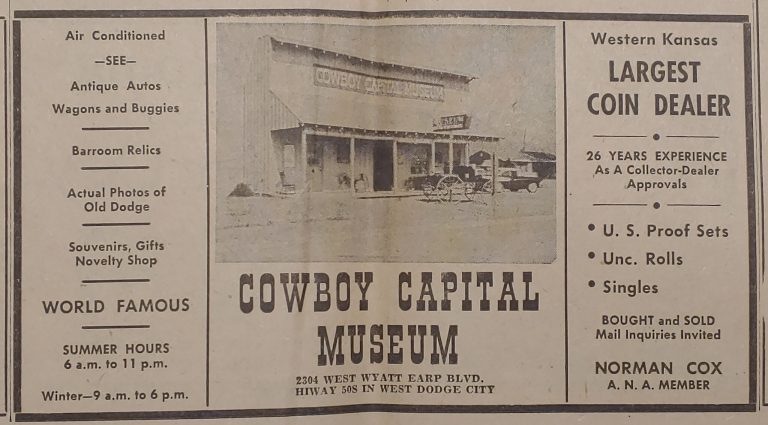 Air Conditioned
—SEE—
Antique Autos
Wagons and Buggies
Barroom Relics
Actual Photos of
Old Dodge
Souvenirs, Gifts
Novelty Shop
WORLD FAMOUS
SUMMER HOURS
6 a.m. to 11 p.m.
Winter—9 a.m. to 6 p.m.
COWBOY CAPITAL MUSEUM
COWBOY CAPITAL
MUSEUM
2304 WEST WYATT EARP BLVD.
HIWAY 50S IN WEST DODGE CITY
Western Kansas
LARGEST
COIN DEALER
26 YEARS EXPERIENCE
As A Collector-Dealer
Approvals
• U. S. Proof Sets
• Unc. Rolls
• Singles
BOUGHT and SOLD
Mail Inquiries Invited
NORMAN COX
A. N. A. MEMBER